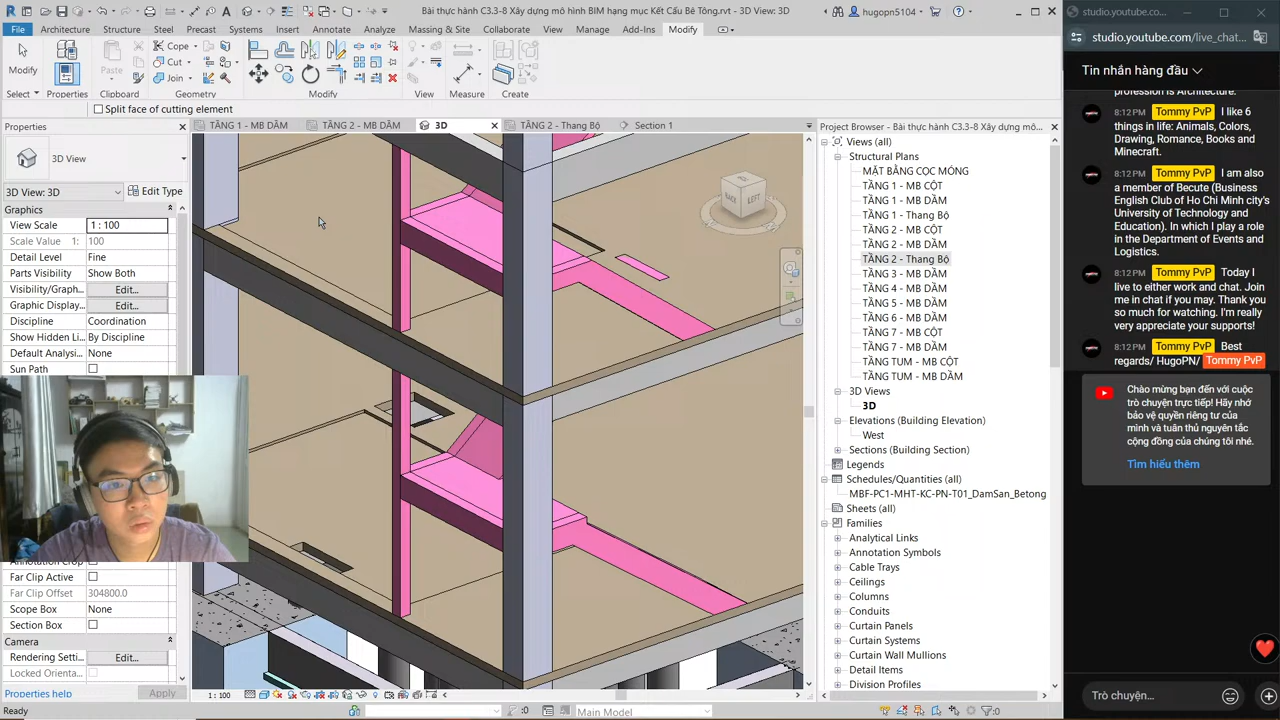 Bài thực hành C3.3-8 Xây dựng mô hình BIM hạng mục Kết Cấu Bê Tông.rvt - 3D View: 3D
hugopn5104
File Architecture Structure Steel Precast Systems Insert Annotate Analyze Massing & Site Collaborate View Manage Add-Ins Modify
Modify Paste Cope Cut Join
Select Properties Clipboard Geometry Modify View Measure Create
Split face of cutting element
Properties
3D View
3D View: 3D Edit Type
Graphics
View Scale 1 : 100
Scale Value 1: 100
Detail Level Fine
Parts Visibility Show Both
Visibility/Graph... Edit...
Graphic Display... Edit...
Discipline Coordination
Show Hidden Li... By Discipline
Default Analysi... None
Sun Path
Far Clip Active
Far Clip Offset 304800.0
Scope Box None
Section Box
Camera
Rendering Setti... Edit...
Locked Orienta...
Properties help Apply
Ready
TẦNG 1 - MB DẦM TẦNG 2 - MB DẦM 3D TẦNG 2 - Thang Bộ Section 1
BACK LEFT
1 : 100
:0 Main Model :0
Project Browser - Bài thực hành C3.3-8 Xây dựng mô...
Views (all)
Structural Plans
MẶT BẰNG CỌC MÓNG
TẦNG 1 - MB CỘT
TẦNG 1 - MB DẦM
TẦNG 1 - Thang Bộ
TẦNG 2 - MB CỘT
TẦNG 2 - MB DẦM
TẦNG 2 - Thang Bộ
TẦNG 3 - MB DẦM
TẦNG 4 - MB DẦM
TẦNG 5 - MB DẦM
TẦNG 6 - MB DẦM
TẦNG 7 - MB CỘT
TẦNG 7 - MB DẦM
TẦNG TUM - MB CỘT
TẦNG TUM - MB DẦM
3D Views
3D
Elevations (Building Elevation)
West
Sections (Building Section)
Legends
Schedules/Quantities (all)
MBF-PC1-MHT-KC-PN-T01_DamSan_Betong
Sheets (all)
Families
Analytical Links
Annotation Symbols
Cable Trays
Ceilings
Columns
Conduits
Curtain Panels
Curtain Systems
Curtain Wall Mullions
Detail Items
Division Profiles
studio.youtube.co...
studio.youtube.com/live_chat...
Tin nhắn hàng đầu
profession is Architecture.
8:12 PM Tommy PvP I like 6
things in life: Animals, Colors,
Drawing, Romance, Books and
Minecraft.
8:12 PM Tommy PvP I am also
a member of Becute (Business
English Club of Ho Chi Minh city's
University of Technology and
Education). In which I play a role
in the Department of Events and
Logistics.
8:12 PM Tommy PvP Today I
live to either work and chat. Join
me in chat if you may. Thank you
so much for watching. I'm really
very appreciate your supports!
8:12 PM Tommy PvP Best
regards/ HugoPN/ Tommy PvP
Chào mừng bạn đến với cuộc
trò chuyện trực tiếp! Hãy nhớ
bảo vệ quyền riêng tư của
mình và tuân thủ nguyên tắc
cộng đồng của chúng tôi nhé.
Tìm hiểu thêm
Trò chuyện...